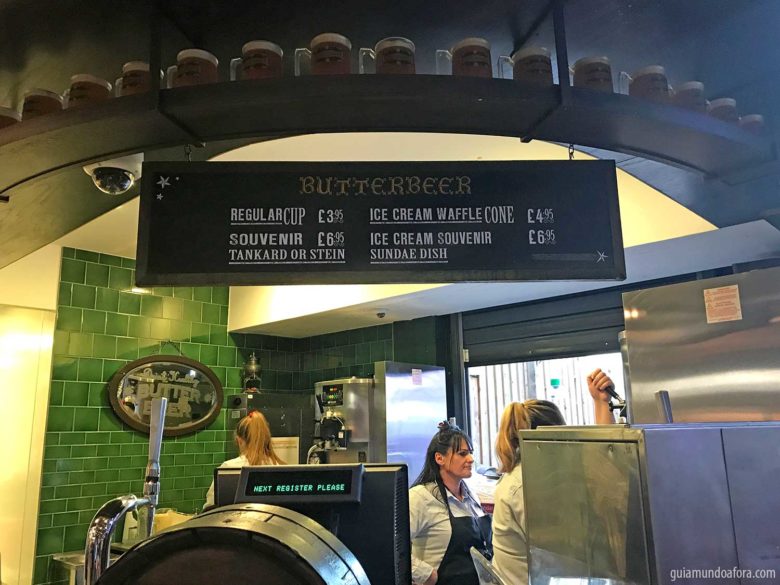 BUTTERBEER
REGULAR CUP £3.95
ICE CREAM WAFFLE CONE £4.95
SOUVENIR TANKARD OR STEIN £6.95
ICE CREAM SOUVENIR SUNDAE DISH £6.95
BUTTER
BEER
NEXT REGISTER PLEASE
guiamundoafora.com